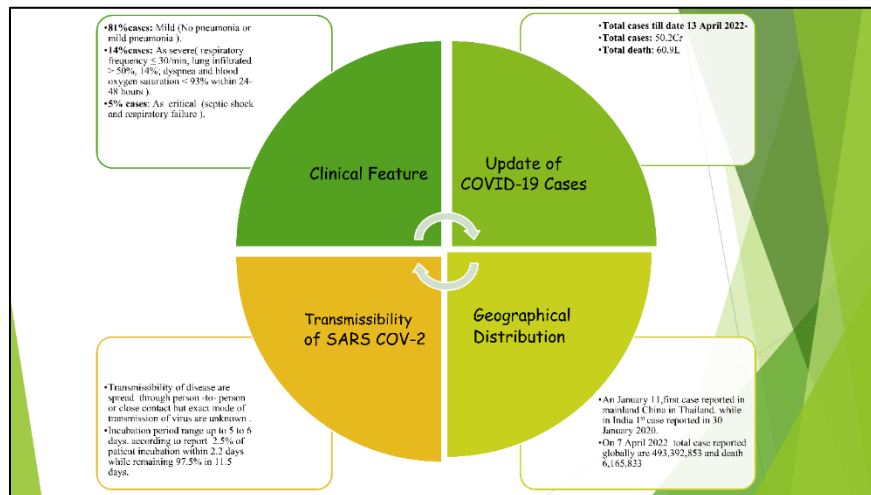 •81%cases: Mild (No pneumonia or
mild pneumonia ).
•14%cases: As severe( respiratory
frequency ≤ 30/min, lung infiltrated
> 50%, 14%; dyspnea and blood
oxygen saturation < 93% within 24-
48 hours ).
•5% cases: As critical (septic shock
and respiratory failure ).
•Total cases till date 13 April 2022-
•Total cases: 50.2Cr
•Total death: 60.9L
Clinical Feature
Update of
COVID-19 Cases
Transmissibility
of SARS COV-2
Geographical
Distribution
•Transmissibility of disease are
spread through person -to- person
or close contact but exact mode of
transmission of virus are unknown .
•Incubation period range up to 5 to 6
days. according to report 2.5% of
patient incubation within 2.2 days
while remaining 97.5% in 11.5
days.
•An January 11,first case reported in
mainland China in Thailand. while
in India 1st case reported in 30
January 2020.
•On 7 April 2022 total case reported
globally are 493,392,853 and death
6,165,833